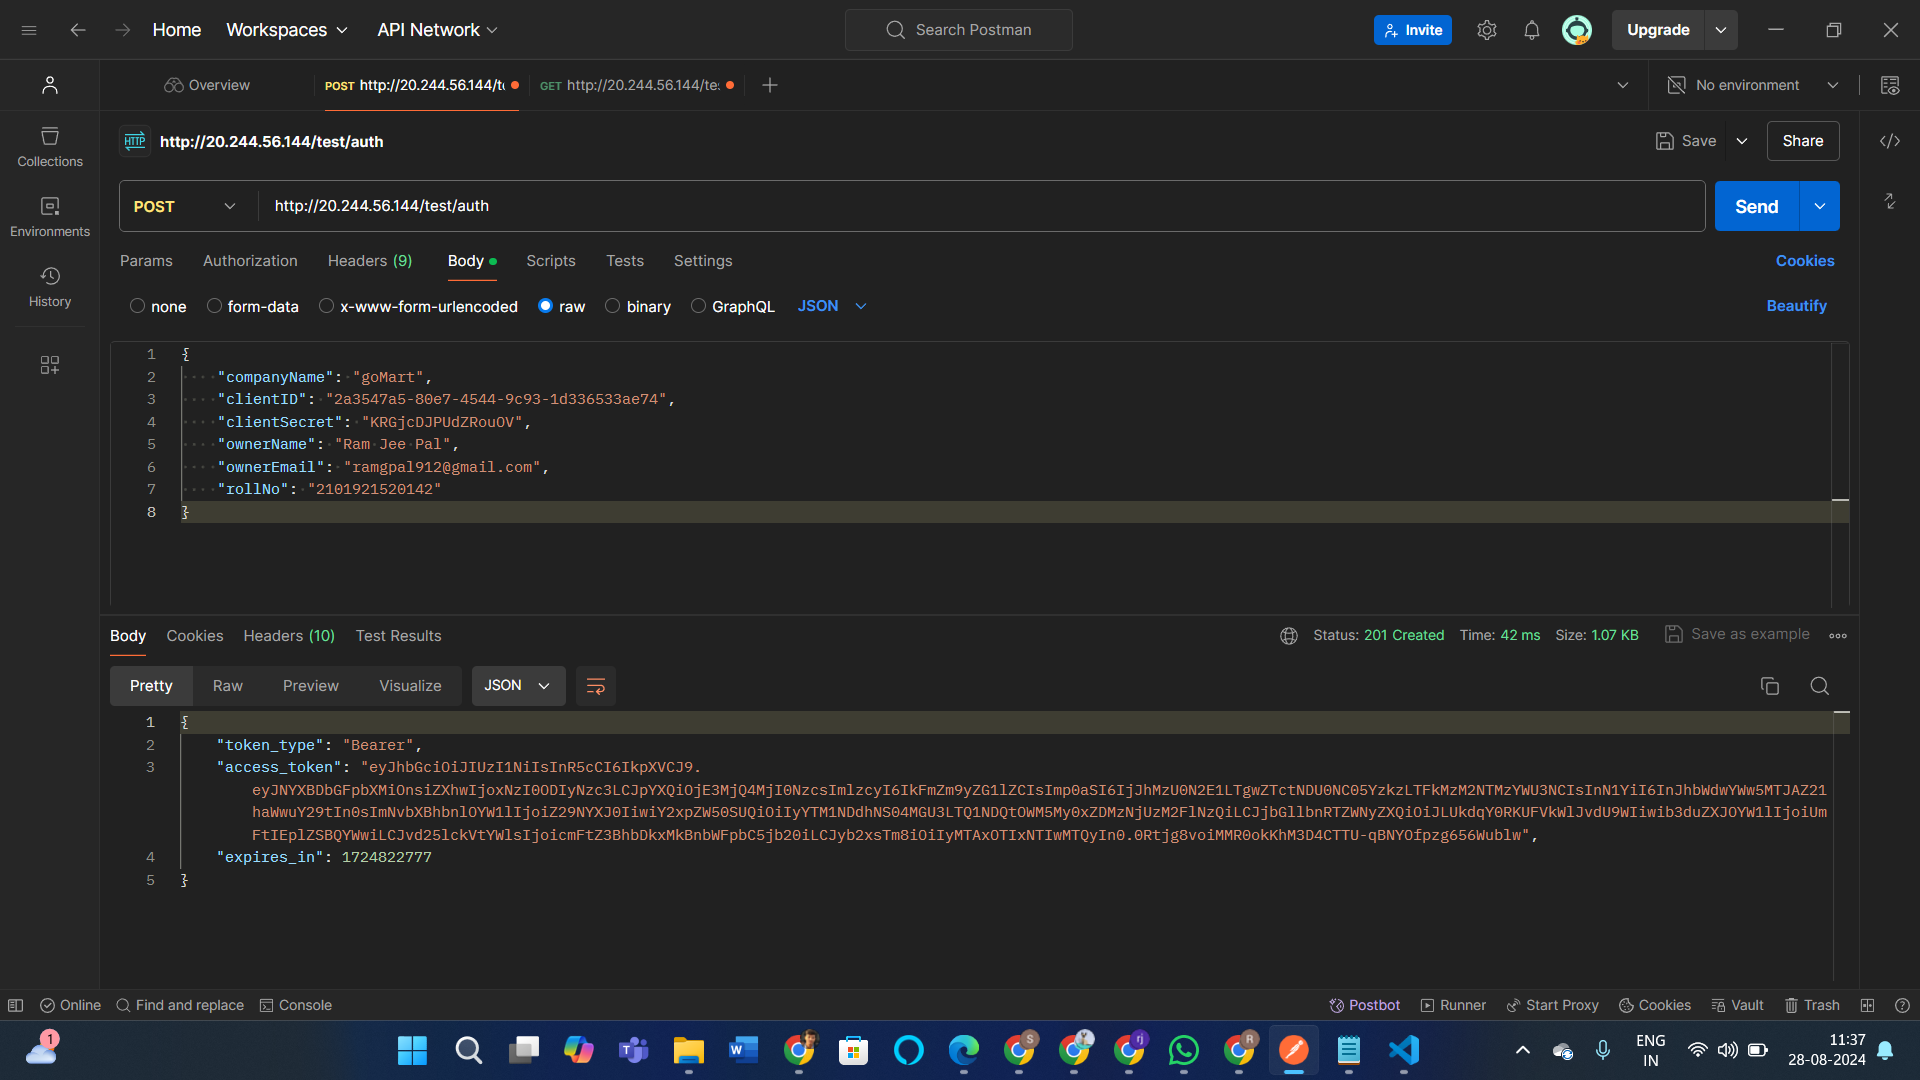 Home Workspaces API Network Search Postman Invite Upgrade
Overview POST http://20.244.56.144/t GET http://20.244.56.144/te No environment
HTTP http://20.244.56.144/test/auth Save Share
Collections
POST http://20.244.56.144/test/auth Send
Environments
Params Authorization Headers (9) Body Scripts Tests Settings Cookies
History
none form-data x-www-form-urlencoded raw binary GraphQL JSON Beautify
1 {
2 "companyName": "goMart",
3 "clientID": "2a3547a5-80e7-4544-9c93-1d336533ae74",
4 "clientSecret": "KRGjcDJPUdZRouOV",
5 "ownerName": "Ram Jee Pal",
6 "ownerEmail": "ramgpal912@gmail.com",
7 "rollNo": "2101921520142"
8 }
Body Cookies Headers (10) Test Results Status: 201 Created Time: 42 ms Size: 1.07 KB Save as example
Pretty Raw Preview Visualize JSON
1 {
2 "token_type": "Bearer",
3 "access_token": "eyJhbGciOiJIUzI1NiIsInR5cCI6IkpXVCJ9.
eyJNYXBDbGFpbXMiOnsiZXhwIjoxNzI0ODIyNzc3LCJpYXQiOjE3MjQ4MjI0NzcsImlzcyI6IkFmZm9yZG1lZCIsImp0aSI6IjJhMzU0N2E1LTgwZTctNDU0NC05YzkzLTFkMzM2NTMzYWU3NCIsInN1YiI6InJhbWdwYWw5MTJAZ21
haWwuY29tIn0sImNvbXBhbnlOYW1lIjoiZ29NYXJ0IiwiY2xpZW50SUQiOiIyYTM1NDdhNS04MGU3LTQ1NDQtOWM5My0xZDMzNjUzM2FlNzQiLCJjbGllbnRTZWNyZXQiOiJLUkdqY0RKUFVkWlJvdU9WIiwib3duZXJOYW1lIjoiUm
FtIEplZSBQYWwiLCJvd25lckVtYWlsIjoicmFtZ3BhbDkxMkBnbWFpbC5jb20iLCJyb2xsTm8iOiIyMTAxOTIxNTIwMTQyIn0.0Rtjg8voiMMR0okKhM3D4CTTU-qBNYOfpzg656Wublw",
4 "expires_in": 1724822777
5 }
Online Find and replace Console Postbot Runner Start Proxy Cookies Vault Trash
1 ENG 11:37
IN 28-08-2024